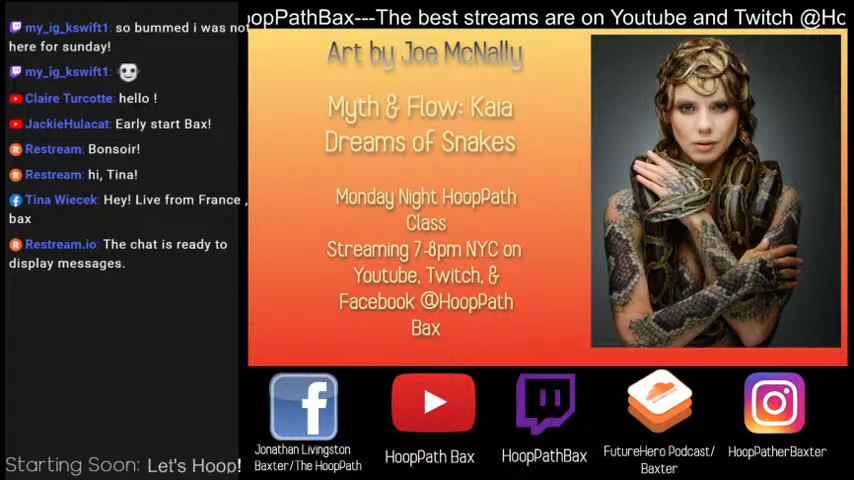 oopPathBax---The best streams are on Youtube and Twitch @Ho
my_ig_kswift1: so bummed i was not
here for sunday!
my_ig_kswift1:
Claire Turcotte: hello !
JackieHulacat: Early start Bax!
Restream: Bonsoir!
Restream: hi, Tina!
Tina Wiecek: Hey! Live from France ,
bax
Restream.io: The chat is ready to
display messages.
Starting Soon: Let's Hoop!
Art by Joe McNally
Myth & Flow: Kaia
Dreams of Snakes
Monday Night HoopPath
Class
Streaming 7-8pm NYC on
Youtube, Twitch, &
Facebook @HoopPath
Bax
Jonathan Livingston
Baxter/The HoopPath
HoopPath Bax
HoopPathBax
FutureHero Podcast/
Baxter
HoopPatherBaxter